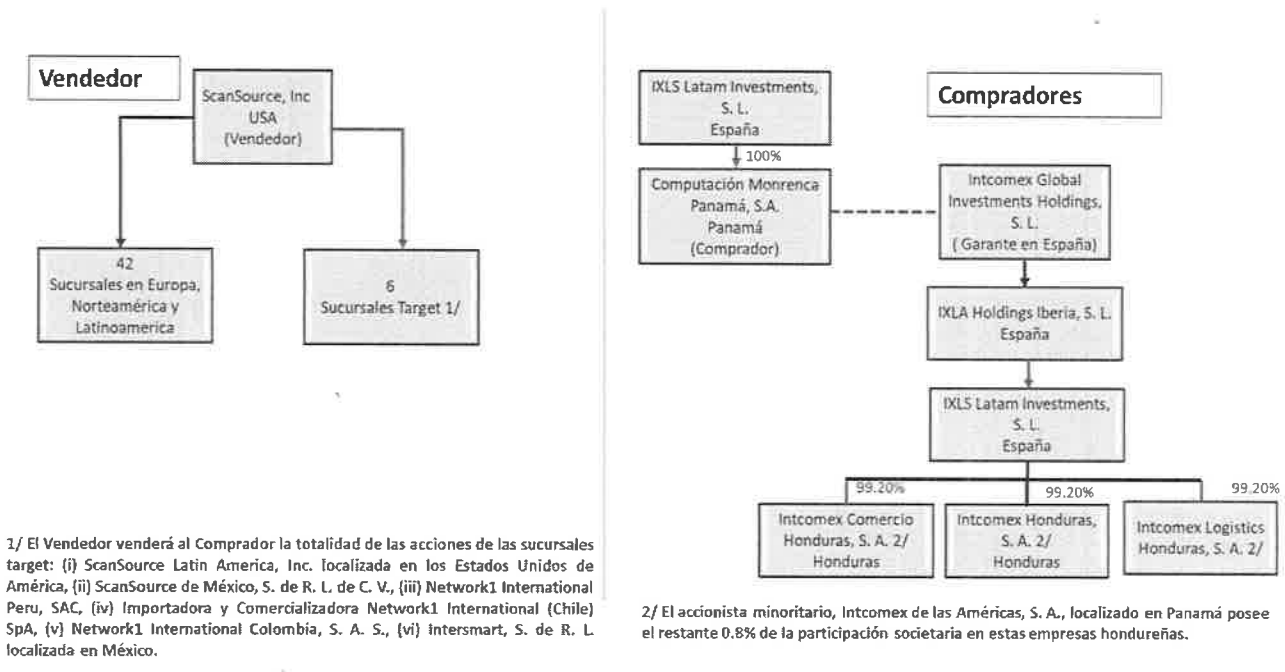 Vendedor
ScanSource, Inc
USA
(Vendedor)
42
Sucursales en Europa,
Norteamérica y
Latinoamerica
6
Sucursales Target 1/
1/ El Vendedor venderá al Comprador la totalidad de las acciones de las sucursales
target: (i) ScanSource Latin America, Inc. localizada en los Estados Unidos de
América, (ii) ScanSource de México, S. de R. L. de C. V., (iii) Network1 International
Peru, SAC, (iv) Importadora y Comercializadora Network1 International (Chile)
SpA, (v) Network1 International Colombia, S. A. S., (vi) Intersmart, S. de R. L.
localizada en México.
Compradores
IXLS Latam Investments,
S. L.
España
100%
Computación Monrenca
Panamá, S.A.
Panamá
(Comprador)
Intcomex Global
Investments Holdings,
S. L.
( Garante en España)
IXLA Holdings Iberia, S. L.
España
IXLS Latam Investments,
S. L.
España
99.20%
99.20%
99.20%
Intcomex Comercio
Honduras, S. A. 2/
Honduras
Intcomex Honduras,
S. A. 2/
Honduras
Intcomex Logistics
Honduras, S. A. 2/
2/ El accionista minoritario, Intcomex de las Américas, S. A., localizado en Panamá posee
el restante 0.8% de la participación societaria en estas empresas hondureñas.